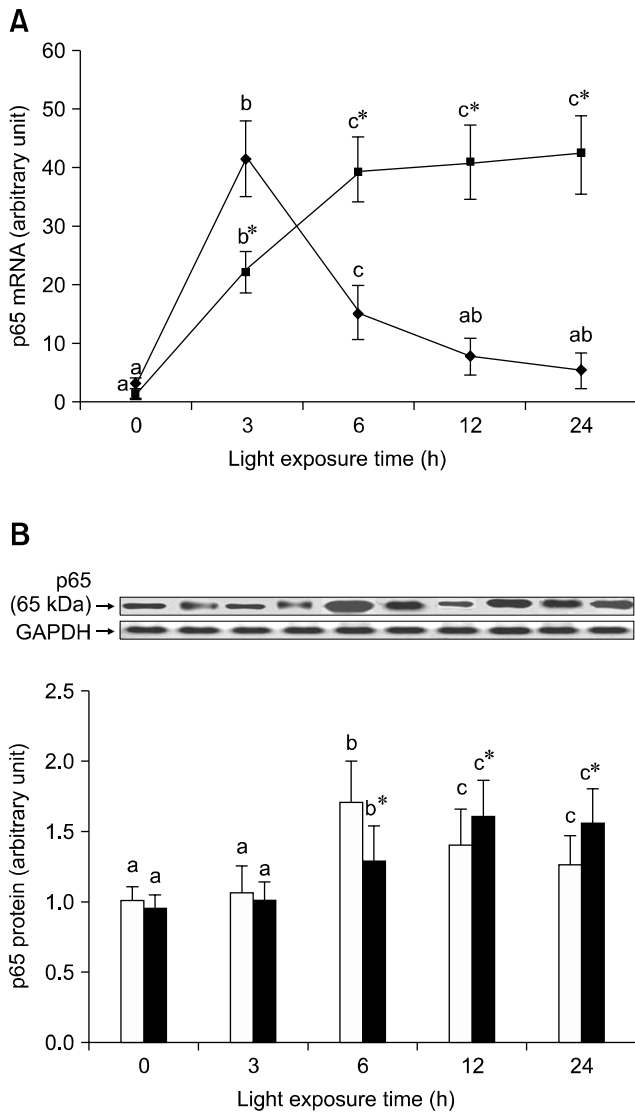 A
p65 mRNA (arbitrary unit)
60
50
40
30
20
10
0
b
c*
c*
c*
b*
c
ab
ab
a
a
0 3 6 12 24
Light exposure time (h)
B
p65
(65 kDa)
GAPDH
p65 protein (arbitrary unit)
2.5
2.0
1.5
1.0
0.5
0.0
a a
a a
b b*
c c*
c c*
0 3 6 12 24
Light exposure time (h)